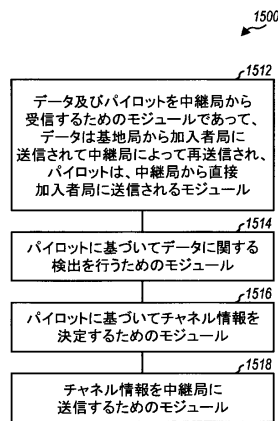 1500
1512
データ及びパイロットを中継局から
受信するためのモジュールであって、
データは基地局から加入者局に
送信されて中継局によって再送信され、
パイロットは、中継局から直接
加入者局に送信されるモジュール
1514
パイロットに基づいてデータに関する
検出を行うためのモジュール
1516
パイロットに基づいてチャネル情報を
決定するためのモジュール
1518
チャネル情報を中継局に
送信するためのモジュール